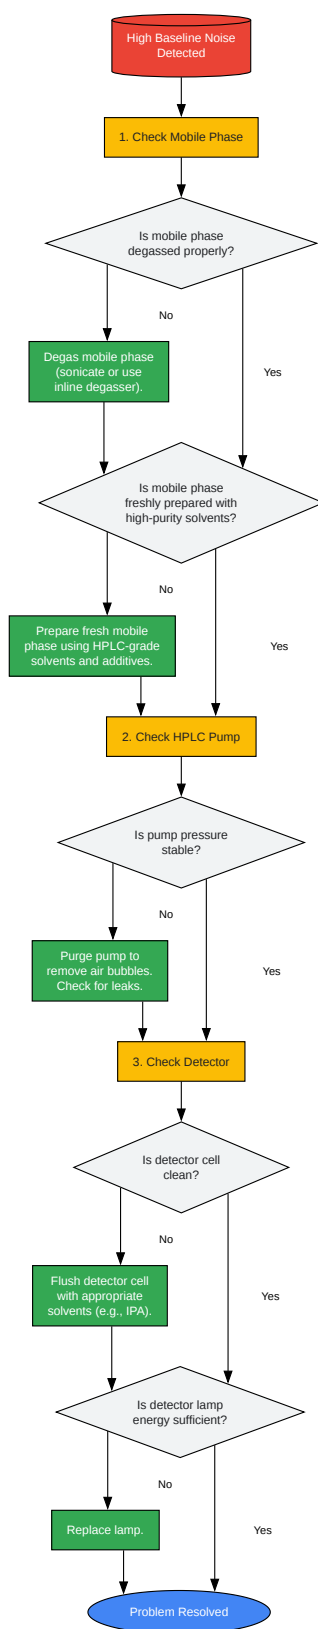 High Baseline Noise
Detected
1. Check Mobile Phase
Is mobile phase
degassed properly?
No
Degas mobile phase
(sonicate or use
inline degasser).
Yes
Is mobile phase
freshly prepared with
high-purity solvents?
No
Prepare fresh mobile
phase using HPLC-grade
solvents and additives.
Yes
2. Check HPLC Pump
Is pump pressure
stable?
No
Purge pump to
remove air bubbles.
Check for leaks.
Yes
3. Check Detector
Is detector cell
clean?
No
Flush detector cell
with appropriate
solvents (e.g., IPA).
Yes
Is detector lamp
energy sufficient?
No
Replace lamp.
Yes
Problem Resolved